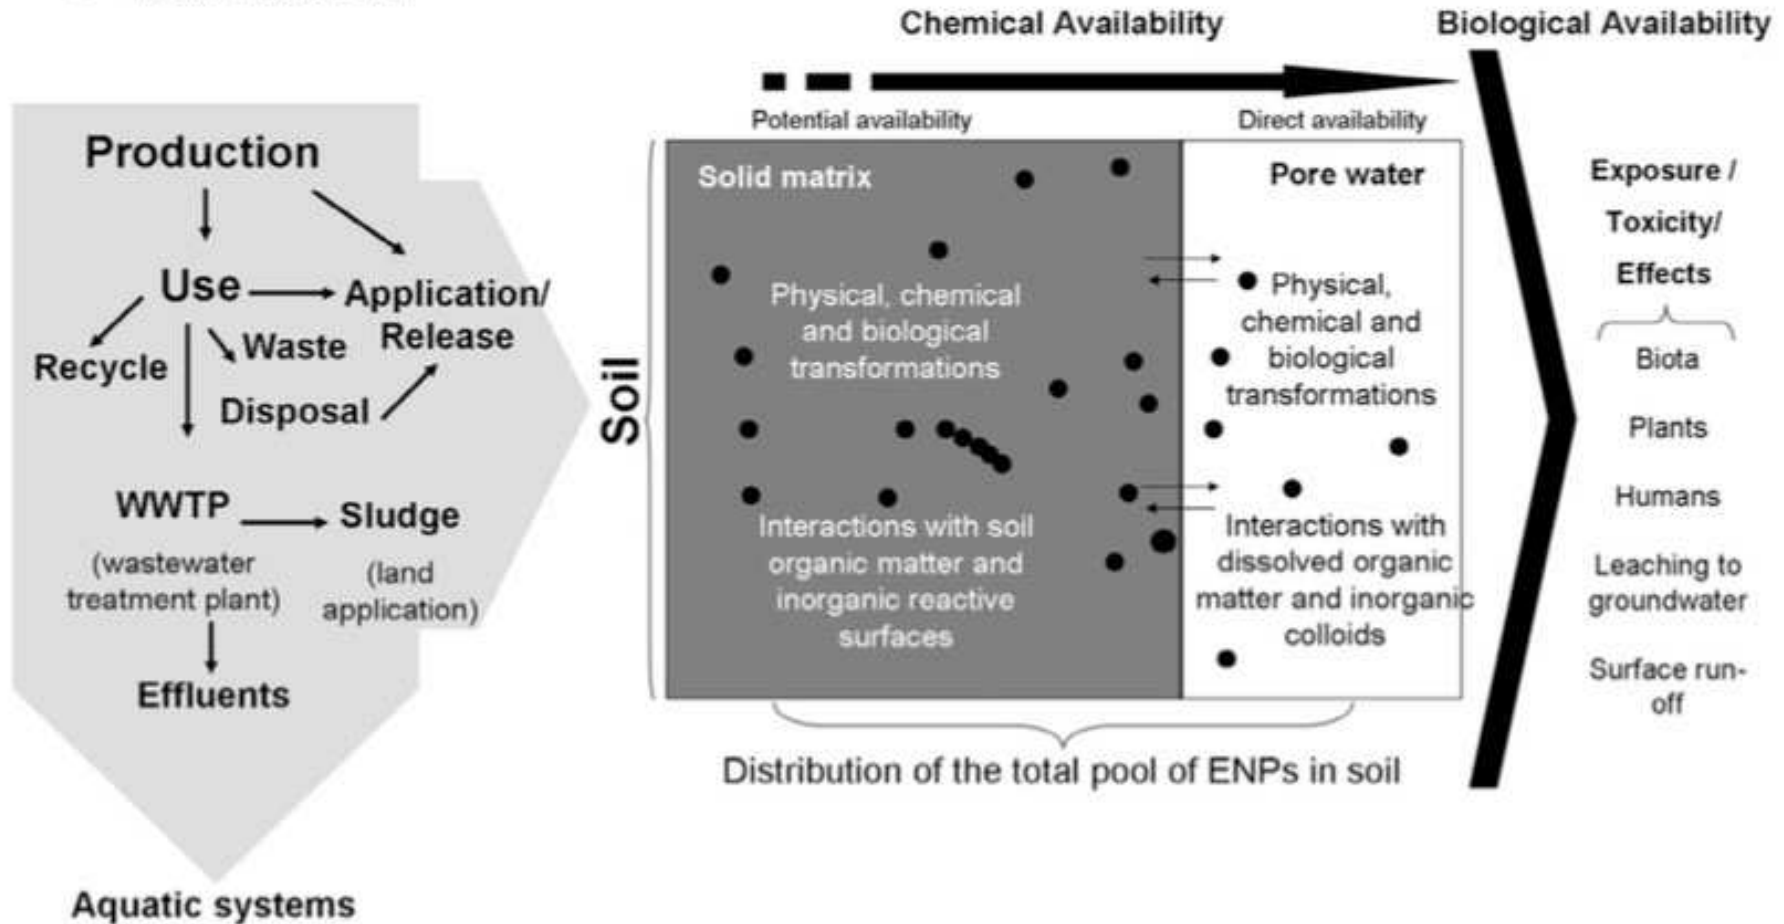 Chemical Availability
Biological Availability
Potential availability
Direct availability
Production
Use
Application/
Release
Recycle
Waste
Disposal
WWTP
(wastewater
treatment plant)
Sludge
(land
application)
Effluents
Aquatic systems
Soil
Solid matrix
Physical, chemical
and biological
transformations
Interactions with soil
organic matter and
inorganic reactive
surfaces
Pore water
Physical,
chemical and
biological
transformations
Interactions with
dissolved organic
matter and inorganic
colloids
Distribution of the total pool of ENPs in soil
Exposure /
Toxicity/
Effects
Biota
Plants
Humans
Leaching to
groundwater
Surface run-
off